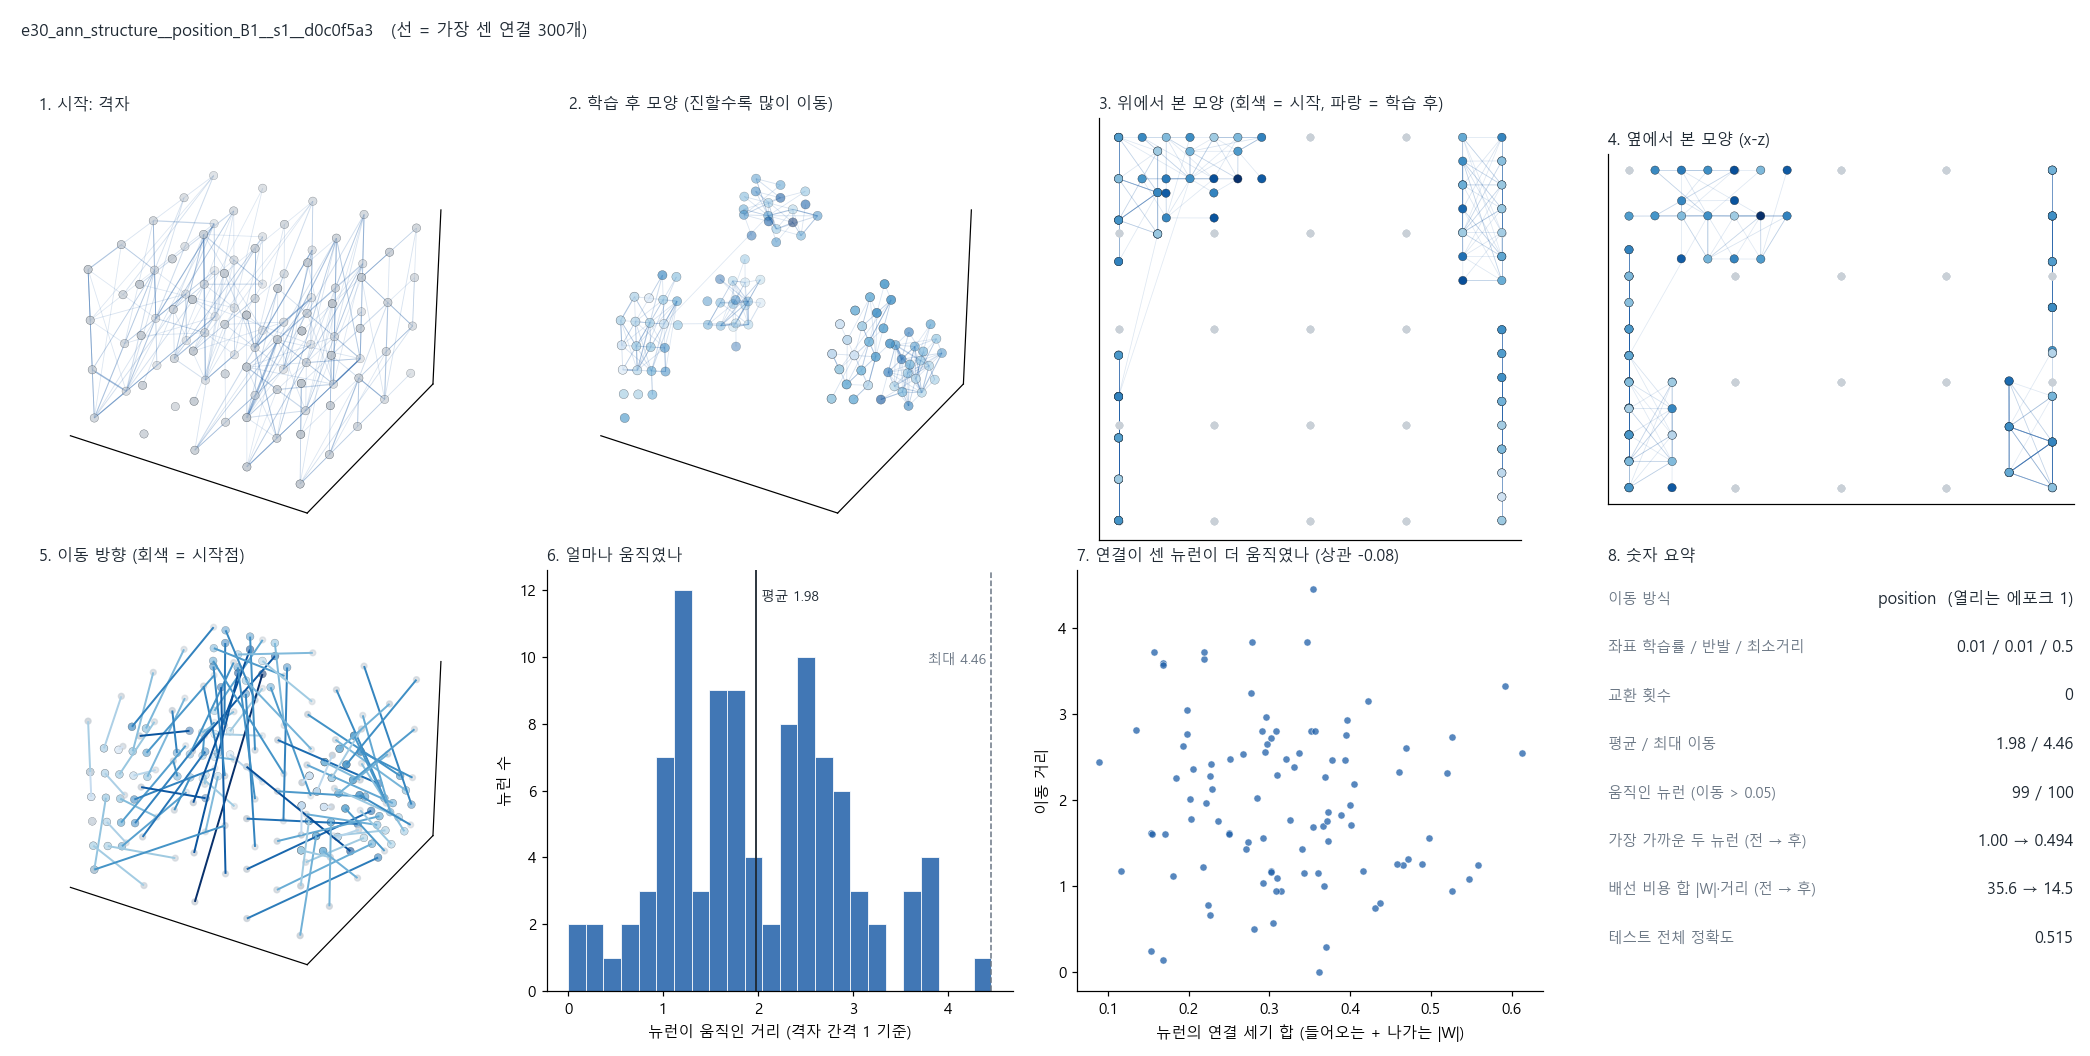 e30_ann_structure__position_B1__s1__d0c0f5a3    (선 = 가장 센 연결 300개)
1. 시작: 격자
2. 학습 후 모양 (진할수록 많이 이동)
3. 위에서 본 모양 (회색 = 시작, 파랑 = 학습 후)
4. 옆에서 본 모양 (x-z)
5. 이동 방향 (회색 = 시작점)
6. 얼마나 움직였나
평균 1.98
최대 4.46
뉴런 수
12
10
8
6
4
2
0
0 1 2 3 4
뉴런이 움직인 거리 (격자 간격 1 기준)
7. 연결이 센 뉴런이 더 움직였나 (상관 -0.08)
이동 거리
4
3
2
1
0
0.1 0.2 0.3 0.4 0.5 0.6
뉴런의 연결 세기 합 (들어오는 + 나가는 |W|)
8. 숫자 요약
이동 방식 position  (열리는 에포크 1)
좌표 학습률 / 반발 / 최소거리 0.01 / 0.01 / 0.5
교환 횟수 0
평균 / 최대 이동 1.98 / 4.46
움직인 뉴런 (이동 > 0.05) 99 / 100
가장 가까운 두 뉴런 (전 → 후) 1.00 → 0.494
배선 비용 합 |W|·거리 (전 → 후) 35.6 → 14.5
테스트 전체 정확도 0.515